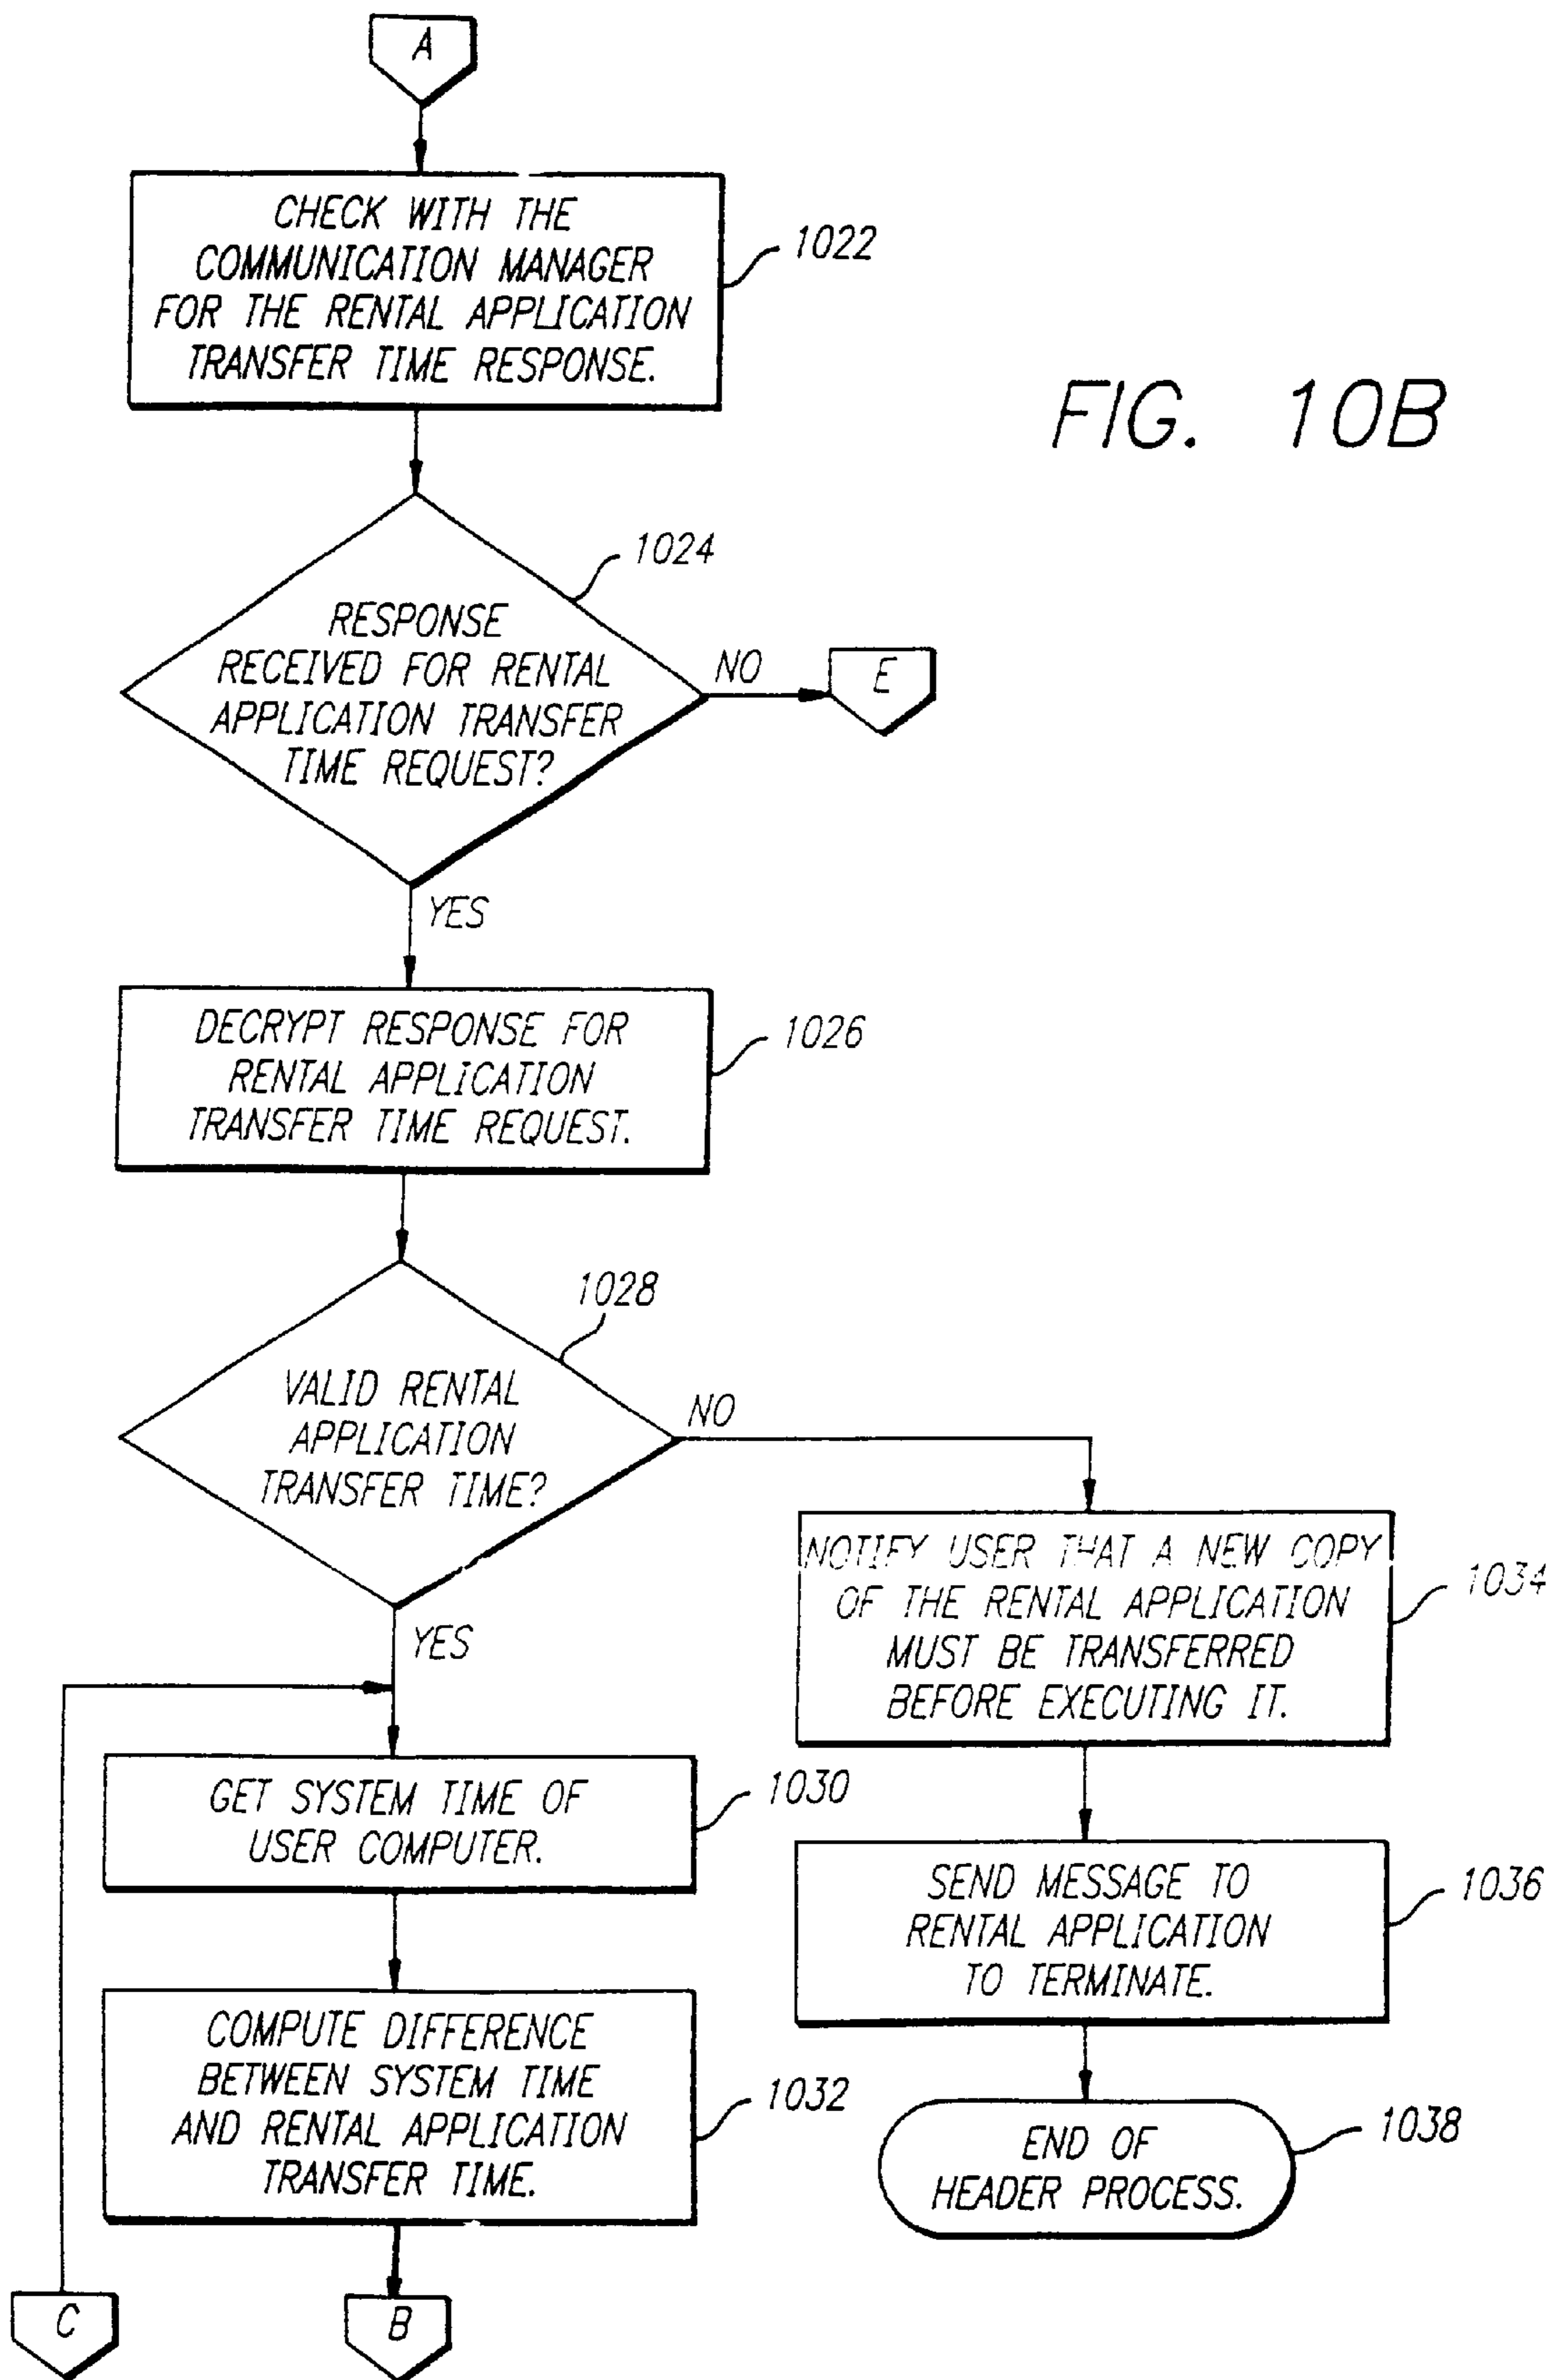 A
CHECK WITH THE
COMMUNICATION MANAGER
FOR THE RENTAL APPLICATION
TRANSFER TIME RESPONSE.
1022
FIG. 10B
1024
RESPONSE
RECEIVED FOR RENTAL
APPLICATION TRANSFER
TIME REQUEST?
NO
E
YES
DECRYPT RESPONSE FOR
RENTAL APPLICATION
TRANSFER TIME REQUEST.
1026
1028
VALID RENTAL
APPLICATION
TRANSFER TIME?
NO
YES
NOTIFY USER THAT A NEW COPY
OF THE RENTAL APPLICATION
MUST BE TRANSFERRED
BEFORE EXECUTING IT.
1034
GET SYSTEM TIME OF
USER COMPUTER.
1030
SEND MESSAGE TO
RENTAL APPLICATION
TO TERMINATE.
1036
COMPUTE DIFFERENCE
BETWEEN SYSTEM TIME
AND RENTAL APPLICATION
TRANSFER TIME.
1032
END OF
HEADER PROCESS.
1038
C
B